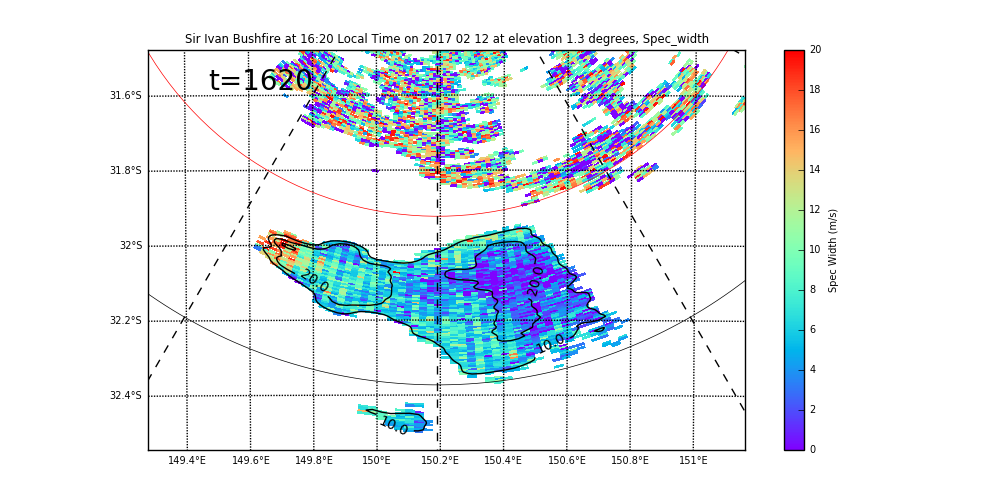 Sir Ivan Bushfire at 16:20 Local Time on 2017 02 12 at elevation 1.3 degrees, Spec_width
t=1620
31.6°S
31.8°S
32°S
32.2°S
32.4°S
20.0
20.0
10.0
10.0
149.4°E 149.6°E 149.8°E 150°E 150.2°E 150.4°E 150.6°E 150.8°E 151°E
20
18
16
14
12
10
8
6
4
2
0
Spec Width (m/s)